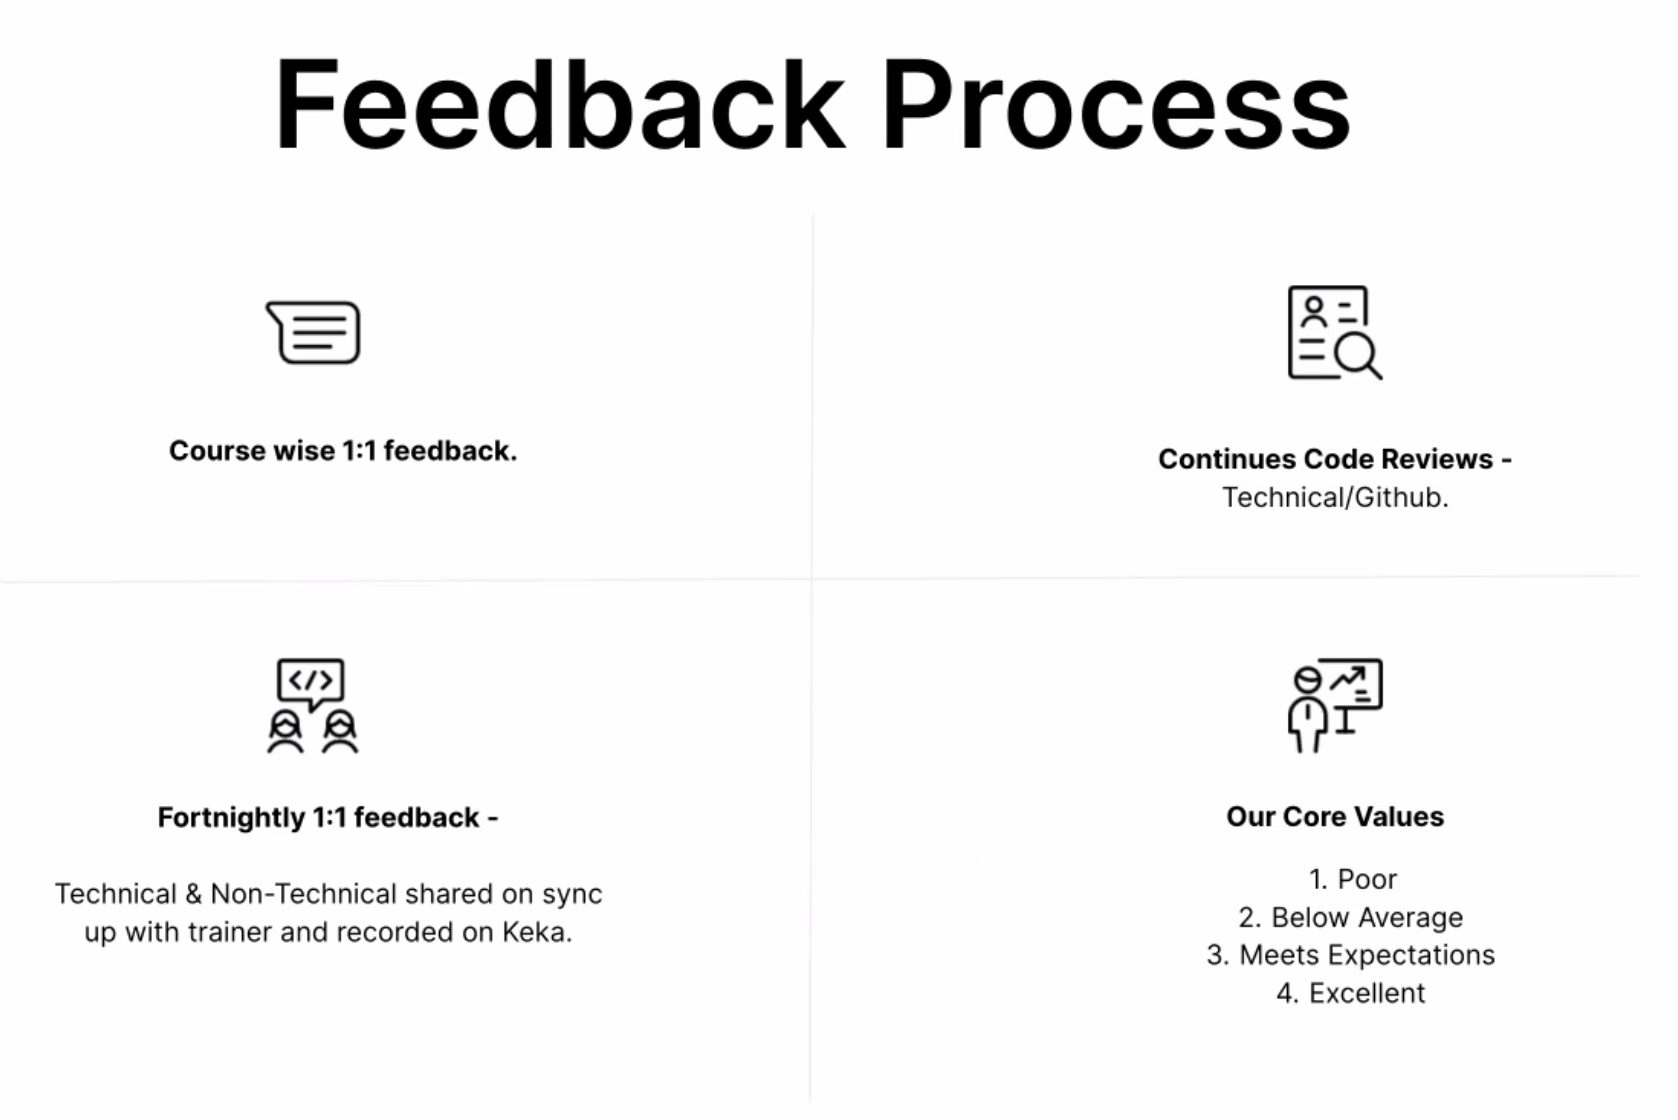 Feedback Process
Course wise 1:1 feedback.
Continues Code Reviews -
Technical/Github.
Fortnightly 1:1 feedback -
Technical & Non-Technical shared on sync
up with trainer and recorded on Keka.
Our Core Values
1. Poor
2. Below Average
3. Meets Expectations
4. Excellent